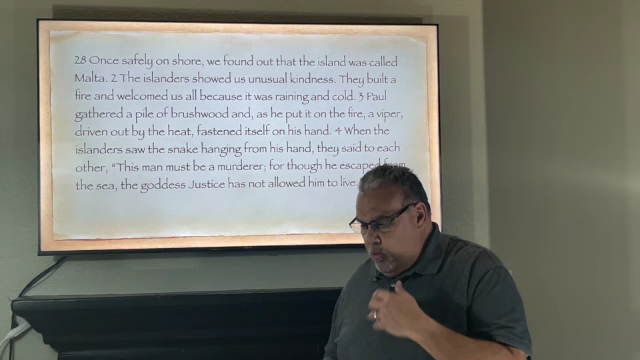 28 Once safely on shore, we found out that the island was called
Malta. 2 The islanders showed us unusual kindness. They built a
fire and welcomed us all because it was raining and cold. 3 Paul
gathered a pile of brushwood and, as he put it on the fire, a viper,
driven out by the heat, fastened itself on his hand. 4 When the
islanders saw the snake hanging from his hand, they said to each
other, “This man must be a murderer; for though he escaped from
the sea, the goddess Justice has not allowed him to live.